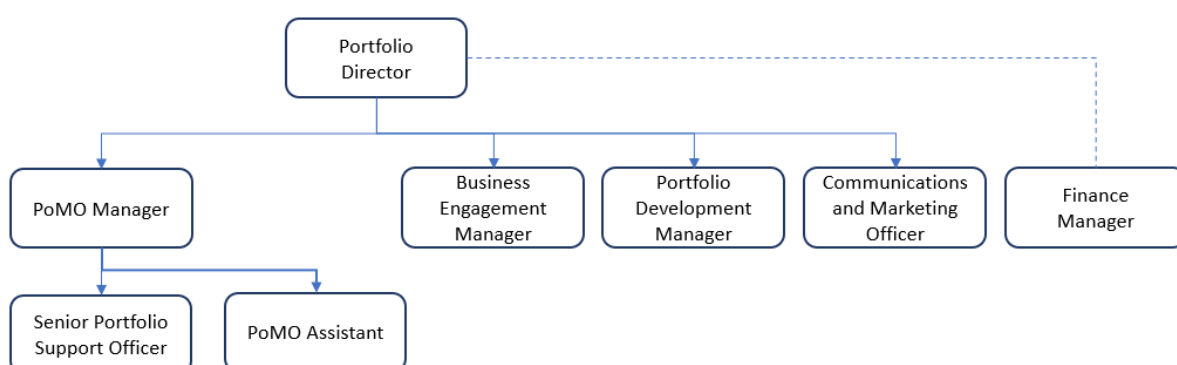 Portfolio
Director
PoMO Manager
Business
Engagement
Manager
Portfolio
Development
Manager
Communications
and Marketing
Officer
Finance
Manager
Senior Portfolio
Support Officer
PoMO Assistant